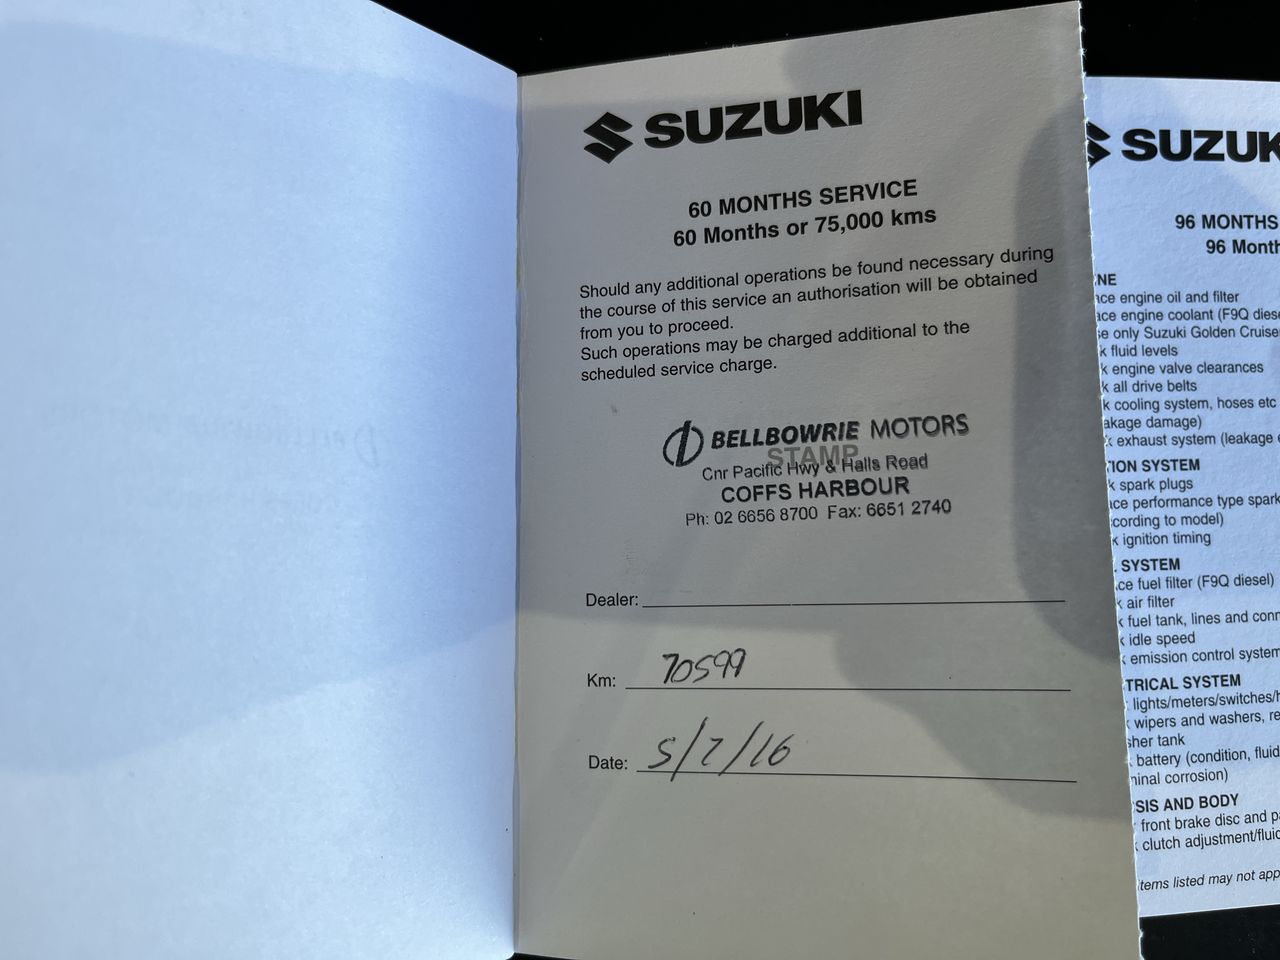 SUZUKI
60 MONTHS SERVICE
60 Months or 75,000 kms
Should any additional operations be found necessary during
the course of this service an authorisation will be obtained
from you to proceed.
Such operations may be charged additional to the
scheduled service charge.
BELLBOWRIE MOTORS
STAMP
Cnr Pacific Hwy & Halls Road
COFFS HARBOUR
Ph: 02 6656 8700 Fax: 6651 2740
Dealer:
Km: 70599
Date: 5/7/16
SUZUK
96 MONTHS
96 Month
NE
ace engine oil and filter
ace engine coolant (F9Q diese
se only Suzuki Golden Cruiser
k fluid levels
k engine valve clearances
k all drive belts
k cooling system, hoses etc
akage damage)
k exhaust system (leakage
TION SYSTEM
k spark plugs
ace performance type spark
cording to model)
k ignition timing
SYSTEM
ce fuel filter (F9Q diesel)
k air filter
k fuel tank, lines and conn
k idle speed
k emission control system
TRICAL SYSTEM
lights/meters/switches/h
k wipers and washers, re
sher tank
battery (condition, fluid
minal corrosion)
SIS AND BODY
front brake disc and pa
k clutch adjustment/fluid
items listed may not app